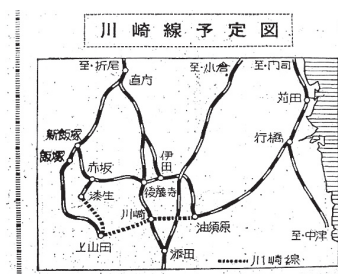 川崎線予定図
至・折尾
至・小倉
至・門司
直方
苅田
新飯塚
行橋
飯塚
伊田
赤坂
後藤寺
漆生
川崎
油須原
上山田
至・中津
添田
川崎線